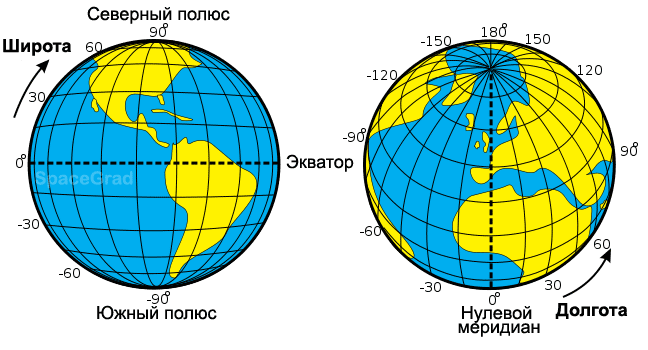 Северный полюс
90°
Широта
60
30
0°
Экватор
SpaceGrad
-30
-60
-90°
Южный полюс
180°
-150
150
-120
120
-90°
90°
-60
60
-30
30
0°
Долгота
Нулевой
меридиан